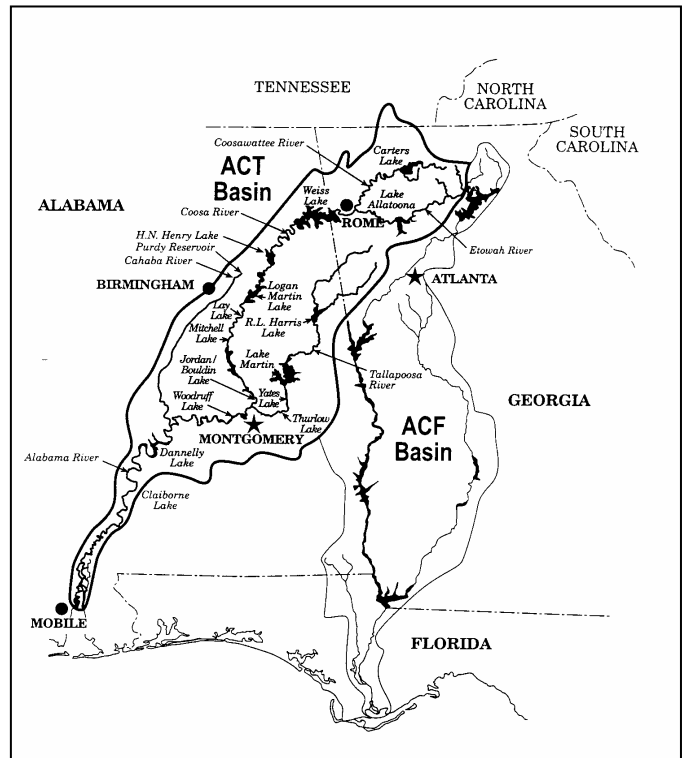 TENNESSEE
NORTH
CAROLINA
SOUTH
CAROLINA
Coosawattee River
Carters
Lake
ACT
Basin
Weiss
Lake
Lake
Allatoona
ALABAMA
Coosa River
ROME
Etowah River
H.N. Henry Lake
Purdy Reservoir
Cahaba River
BIRMINGHAM
ATLANTA
Logan
Martin
Lake
Lay
Lake
R.L. Harris
Lake
Mitchell
Lake
Jordan/
Bouldin
Lake
Lake
Martin
Tallapoosa
River
Woodruff
Lake
Yates
Lake
Thurlow
Lake
GEORGIA
ACF
Basin
MONTGOMERY
Alabama River
Dannelly
Lake
Claiborne
Lake
MOBILE
FLORIDA